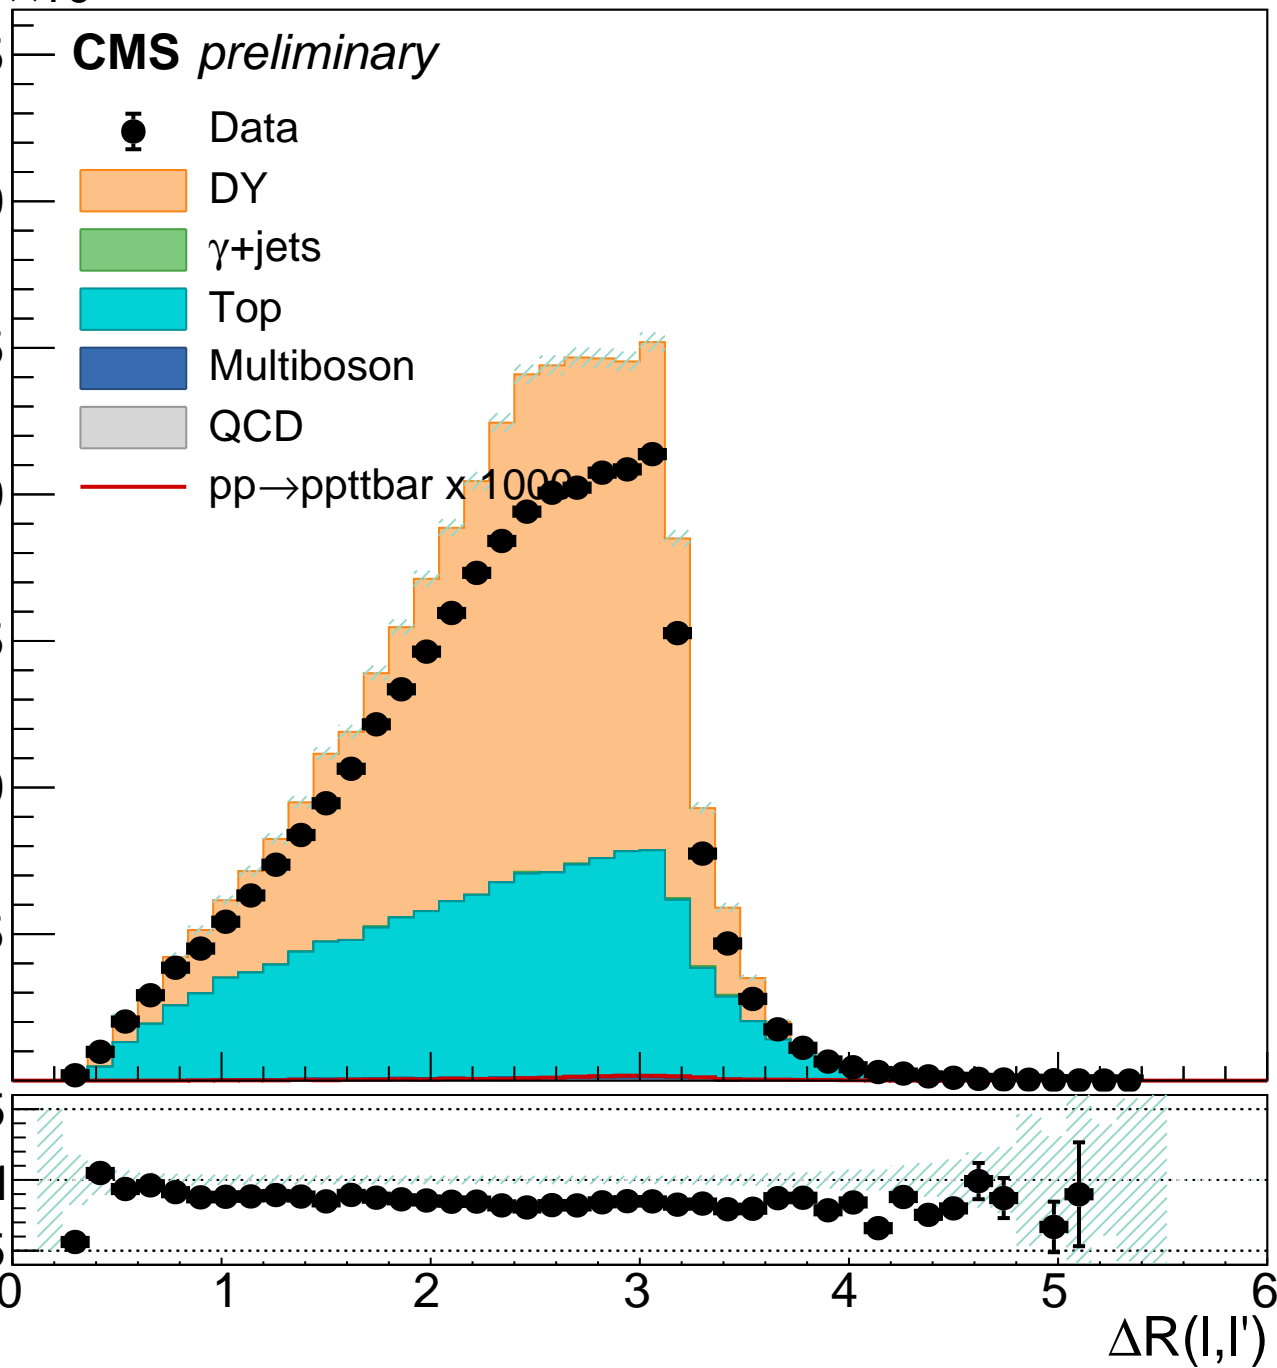 CMS preliminary
Data
DY
γ+jets
Top
Multiboson
QCD
pp→ppttbar x 1000
0 1 2 3 4 5 6
ΔR(l,l')